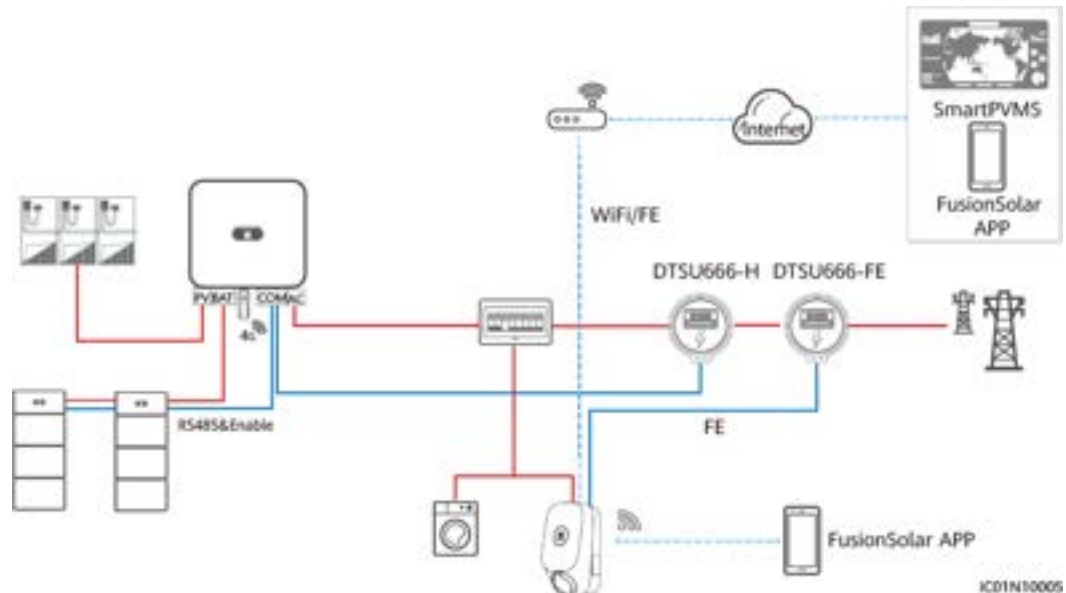 SmartPVMS
Internet
FusionSolar
APP
WiFi/FE
DTSU666-H DTSU666-FE
PV BAT COM AC
4G
RS485&Enable
FE
FusionSolar APP
JC01N10005